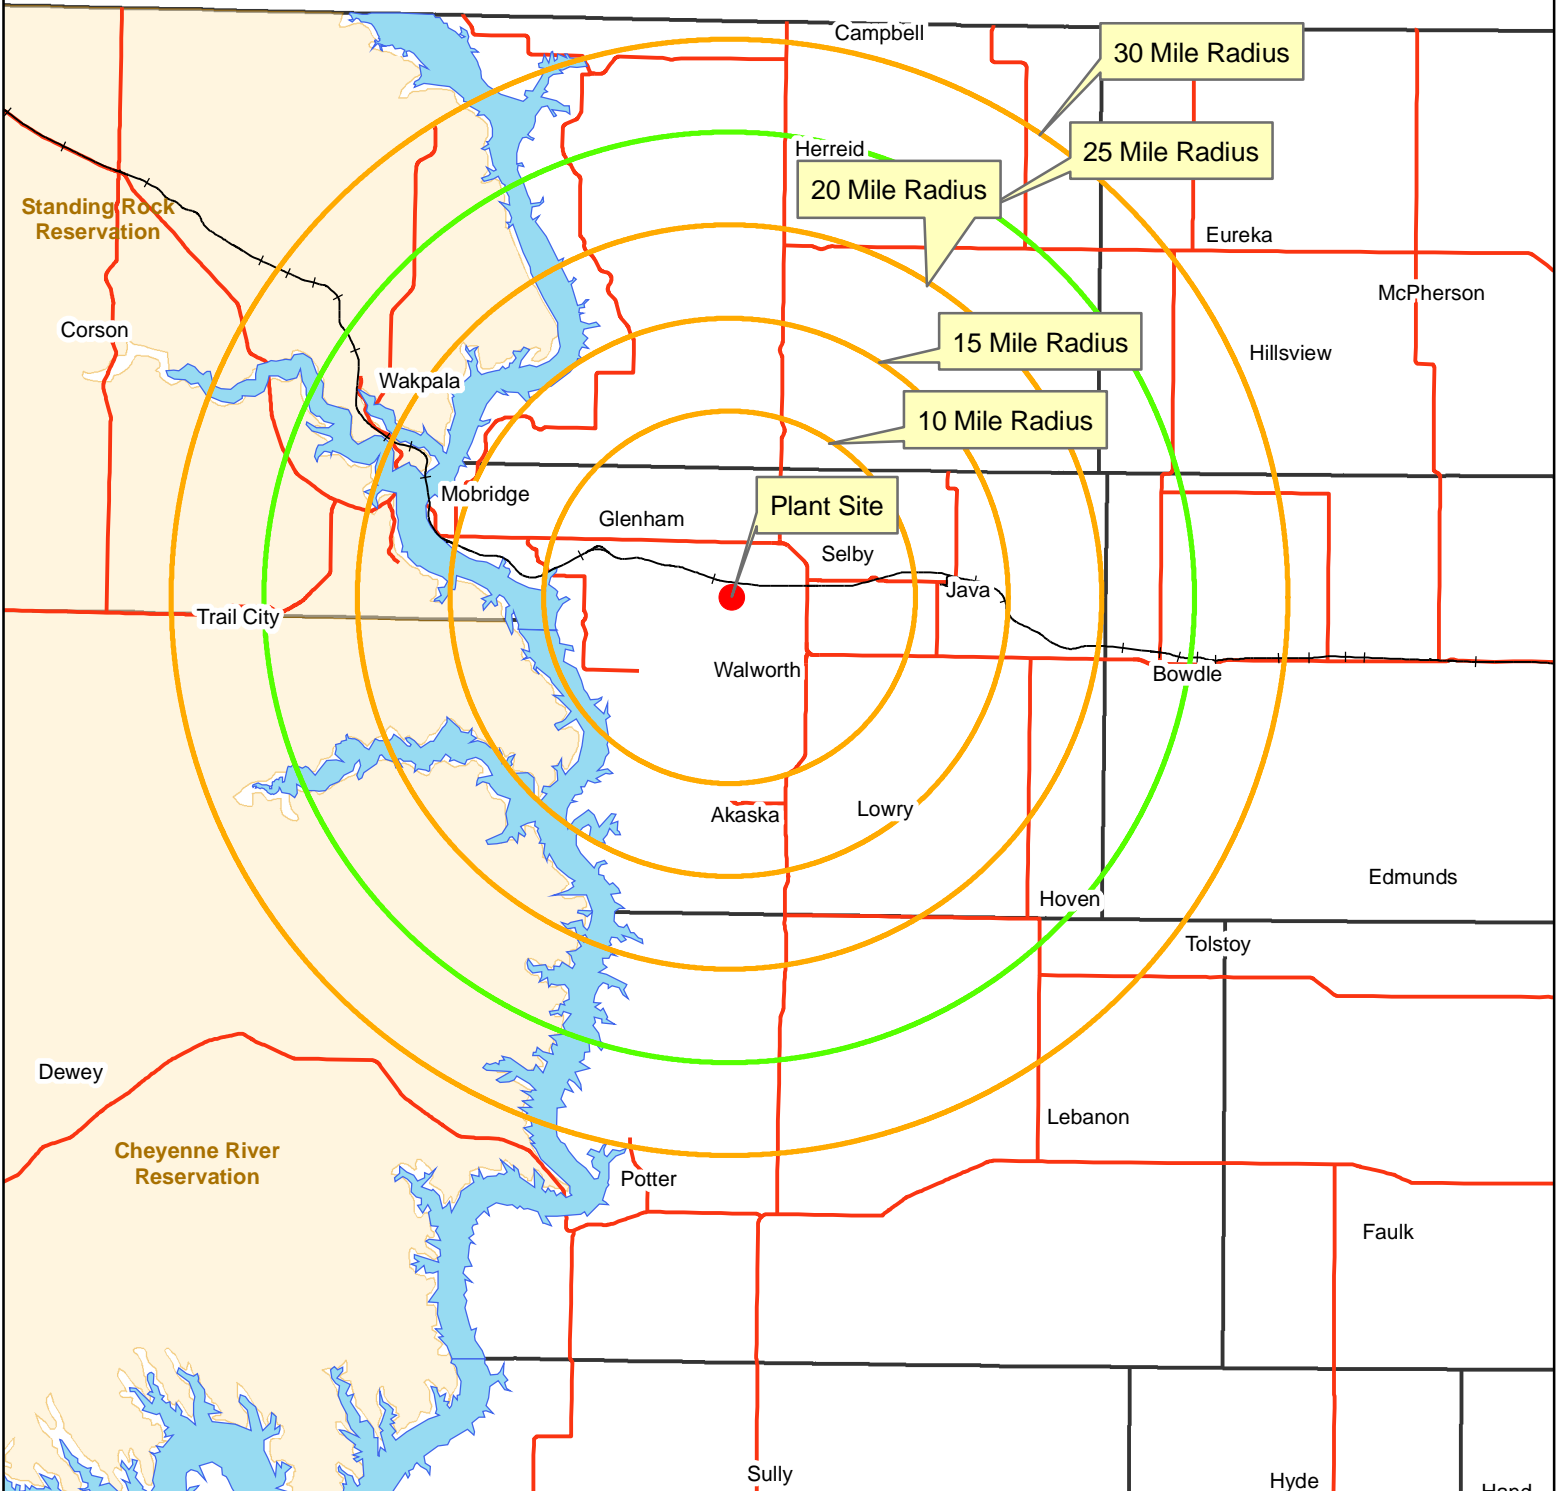 Campbell
30 Mile Radius
Herreid
25 Mile Radius
20 Mile Radius
Standing Rock
Reservation
Eureka
McPherson
Corson
15 Mile Radius
Hillsview
Wakpala
10 Mile Radius
Mobridge
Plant Site
Glenham
Selby
Java
Trail City
Walworth
Bowdle
Akaska
Lowry
Edmunds
Hoven
Tolstoy
Dewey
Lebanon
Cheyenne River
Reservation
Potter
Faulk
Sully
Hyde
Hand